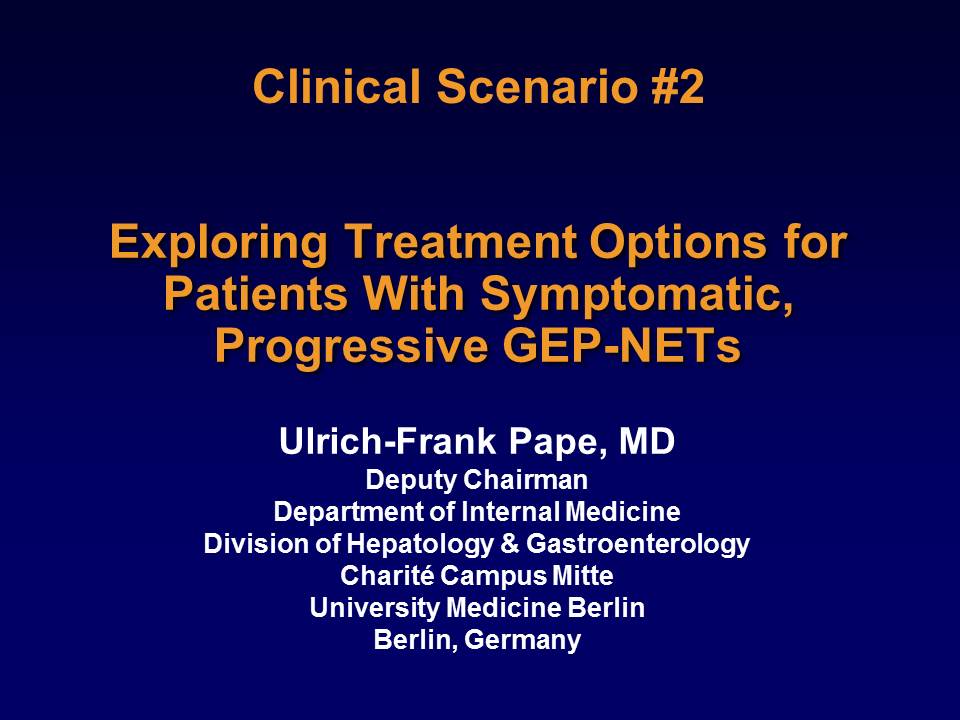 Clinical Scenario #2
Exploring Treatment Options for
Patients With Symptomatic,
Progressive GEP-NETs
Ulrich-Frank Pape, MD
Deputy Chairman
Department of Internal Medicine
Division of Hepatology & Gastroenterology
Charité Campus Mitte
University Medicine Berlin
Berlin, Germany